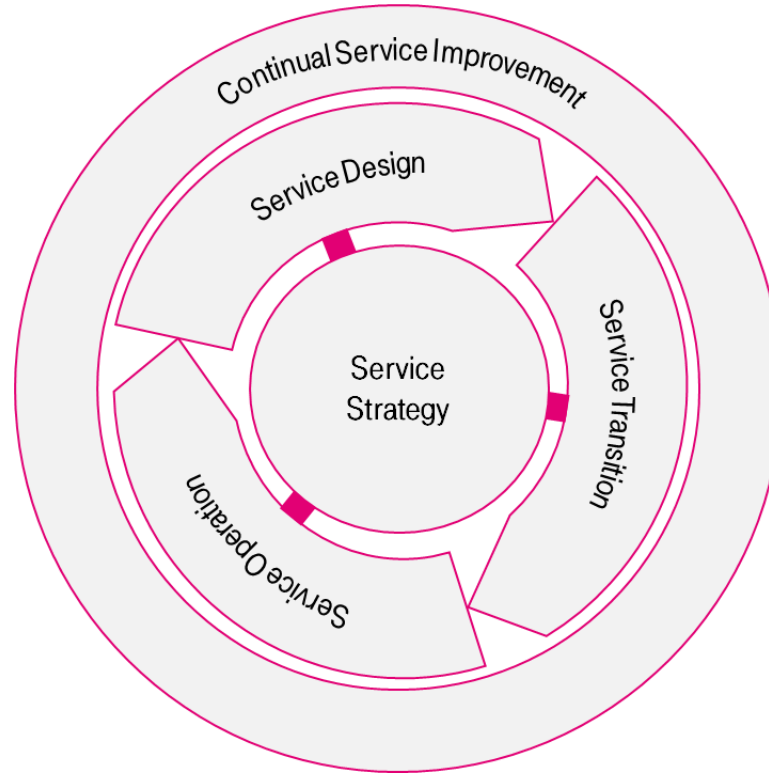 Continual Service Improvement
Service Design
Service Transition
Service
Strategy
Service Operation